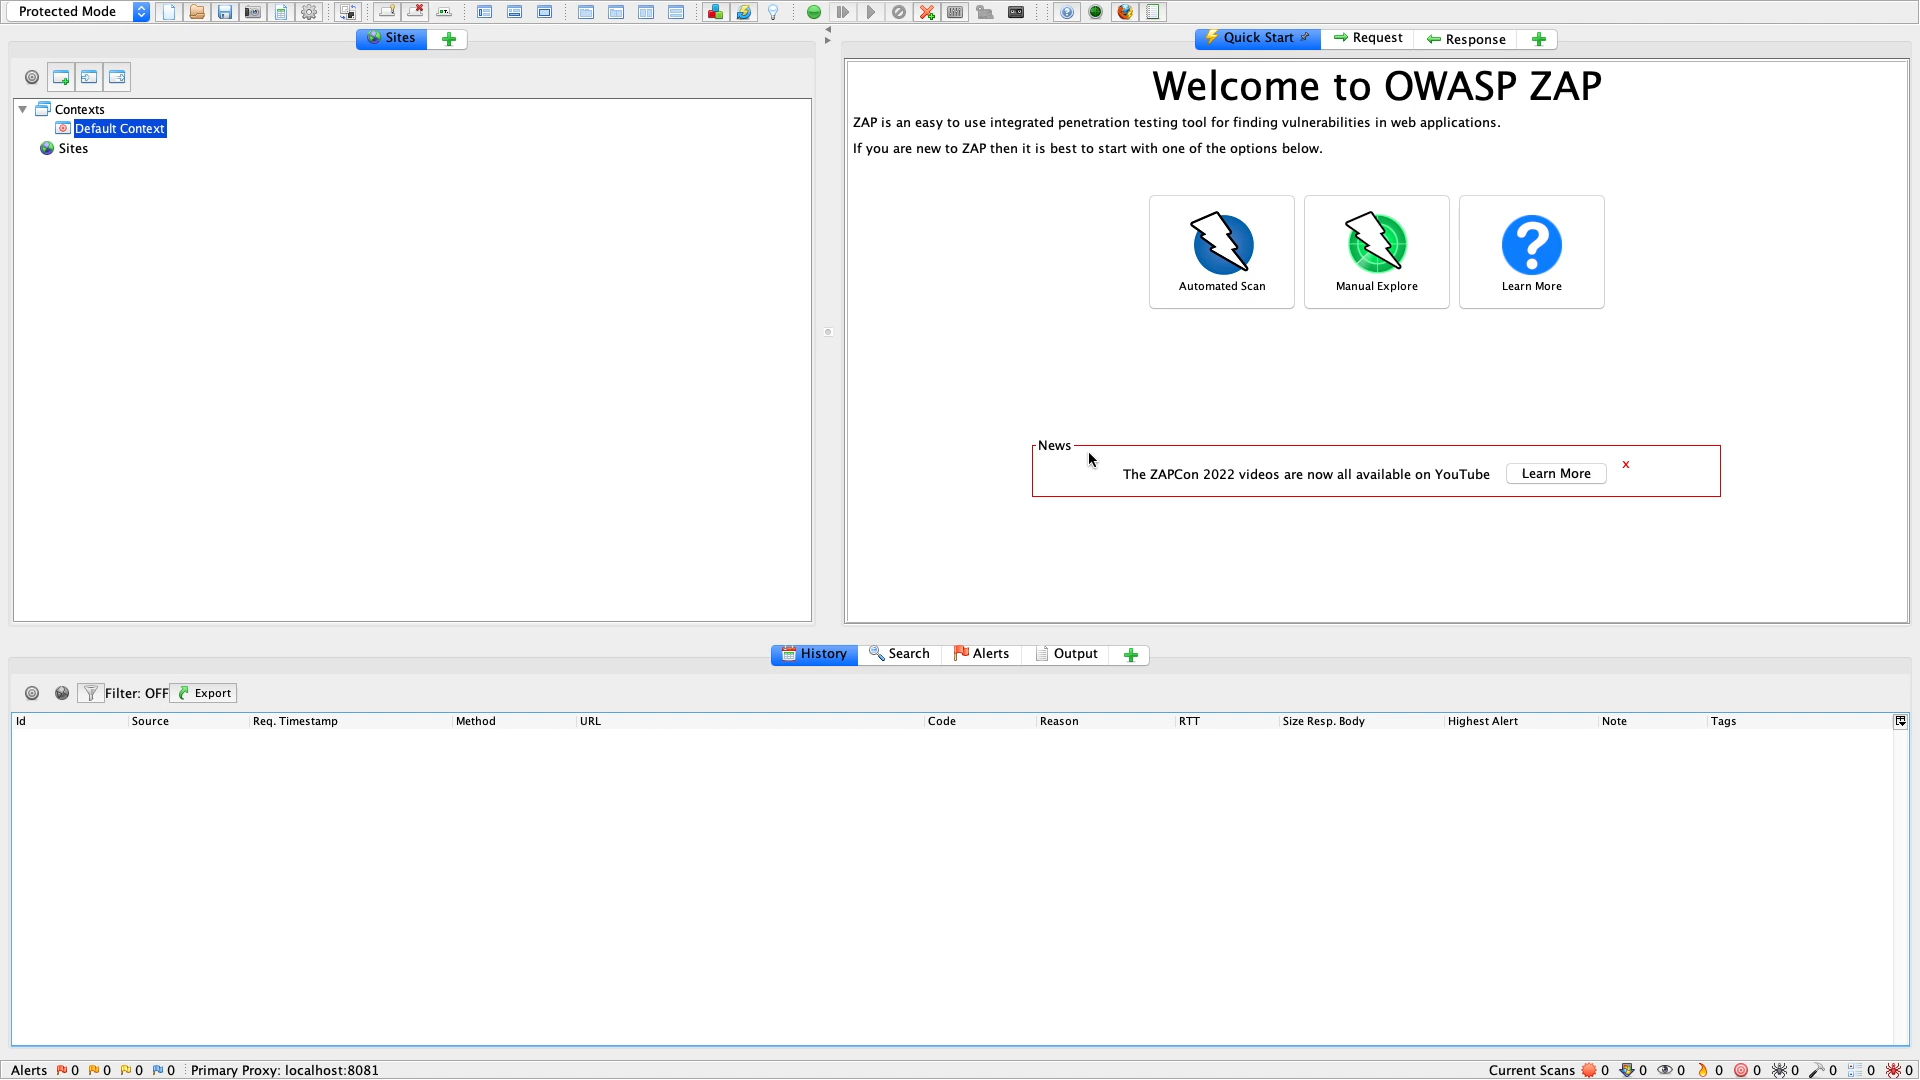 Protected Mode
Sites
Quick Start
Request
Response
Contexts
Default Context
Sites
Welcome to OWASP ZAP
ZAP is an easy to use integrated penetration testing tool for finding vulnerabilities in web applications.
If you are new to ZAP then it is best to start with one of the options below.
Automated Scan
Manual Explore
Learn More
News
The ZAPCon 2022 videos are now all available on YouTube
Learn More
x
History
Search
Alerts
Output
Filter: OFF
Export
Id Source Req. Timestamp Method URL Code Reason RTT Size Resp. Body Highest Alert Note Tags
Alerts 0 0 0 0 Primary Proxy: localhost:8081 Current Scans 0 0 0 0 0 0 0 0 0